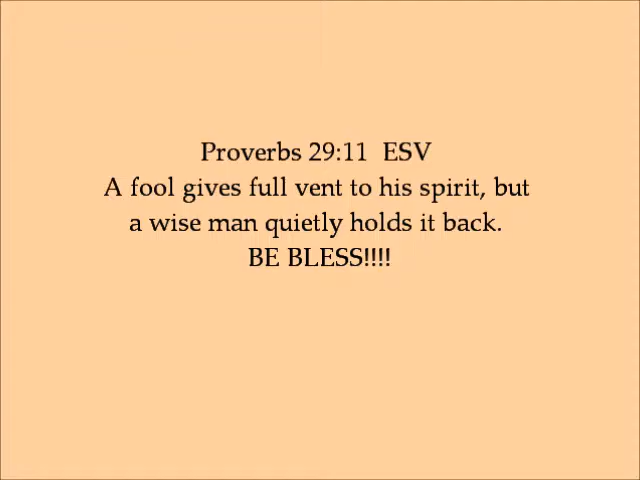 Proverbs 29:11  ESV
A fool gives full vent to his spirit, but
a wise man quietly holds it back.
BE BLESS!!!!